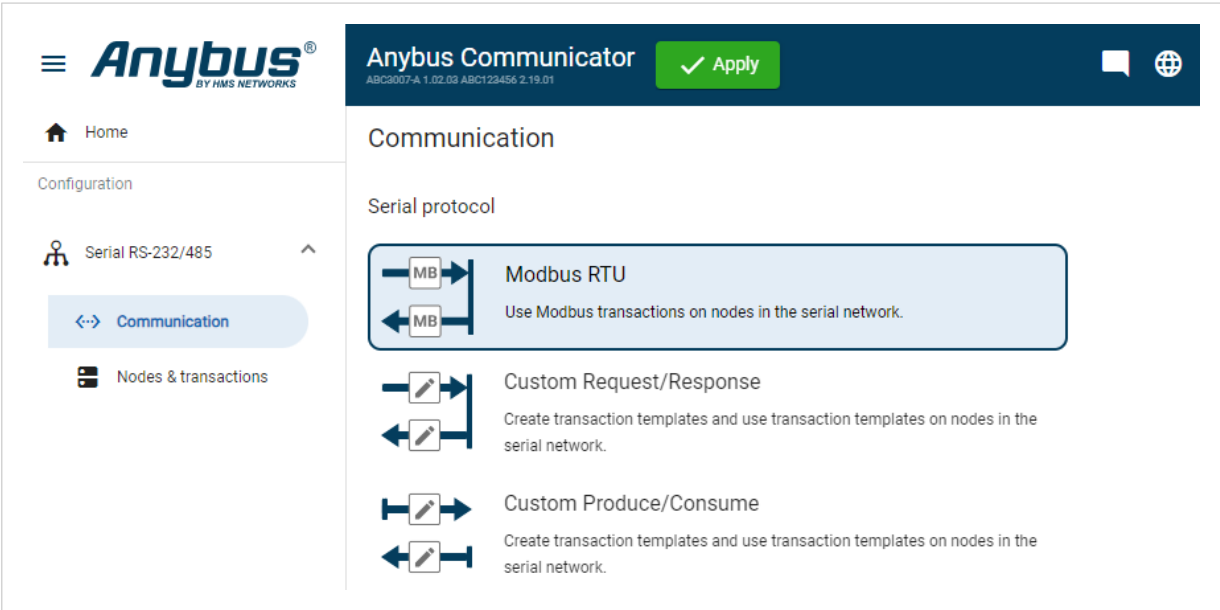 Anybus®
BY HMS NETWORKS
Anybus Communicator
ABC3007-A 1.02.03 ABC123456 2.19.01
Apply
Home
Configuration
Serial RS-232/485
Communication
Nodes & transactions
Communication
Serial protocol
MB
MB
Modbus RTU
Use Modbus transactions on nodes in the serial network.
Custom Request/Response
Create transaction templates and use transaction templates on nodes in the
serial network.
Custom Produce/Consume
Create transaction templates and use transaction templates on nodes in the
serial network.